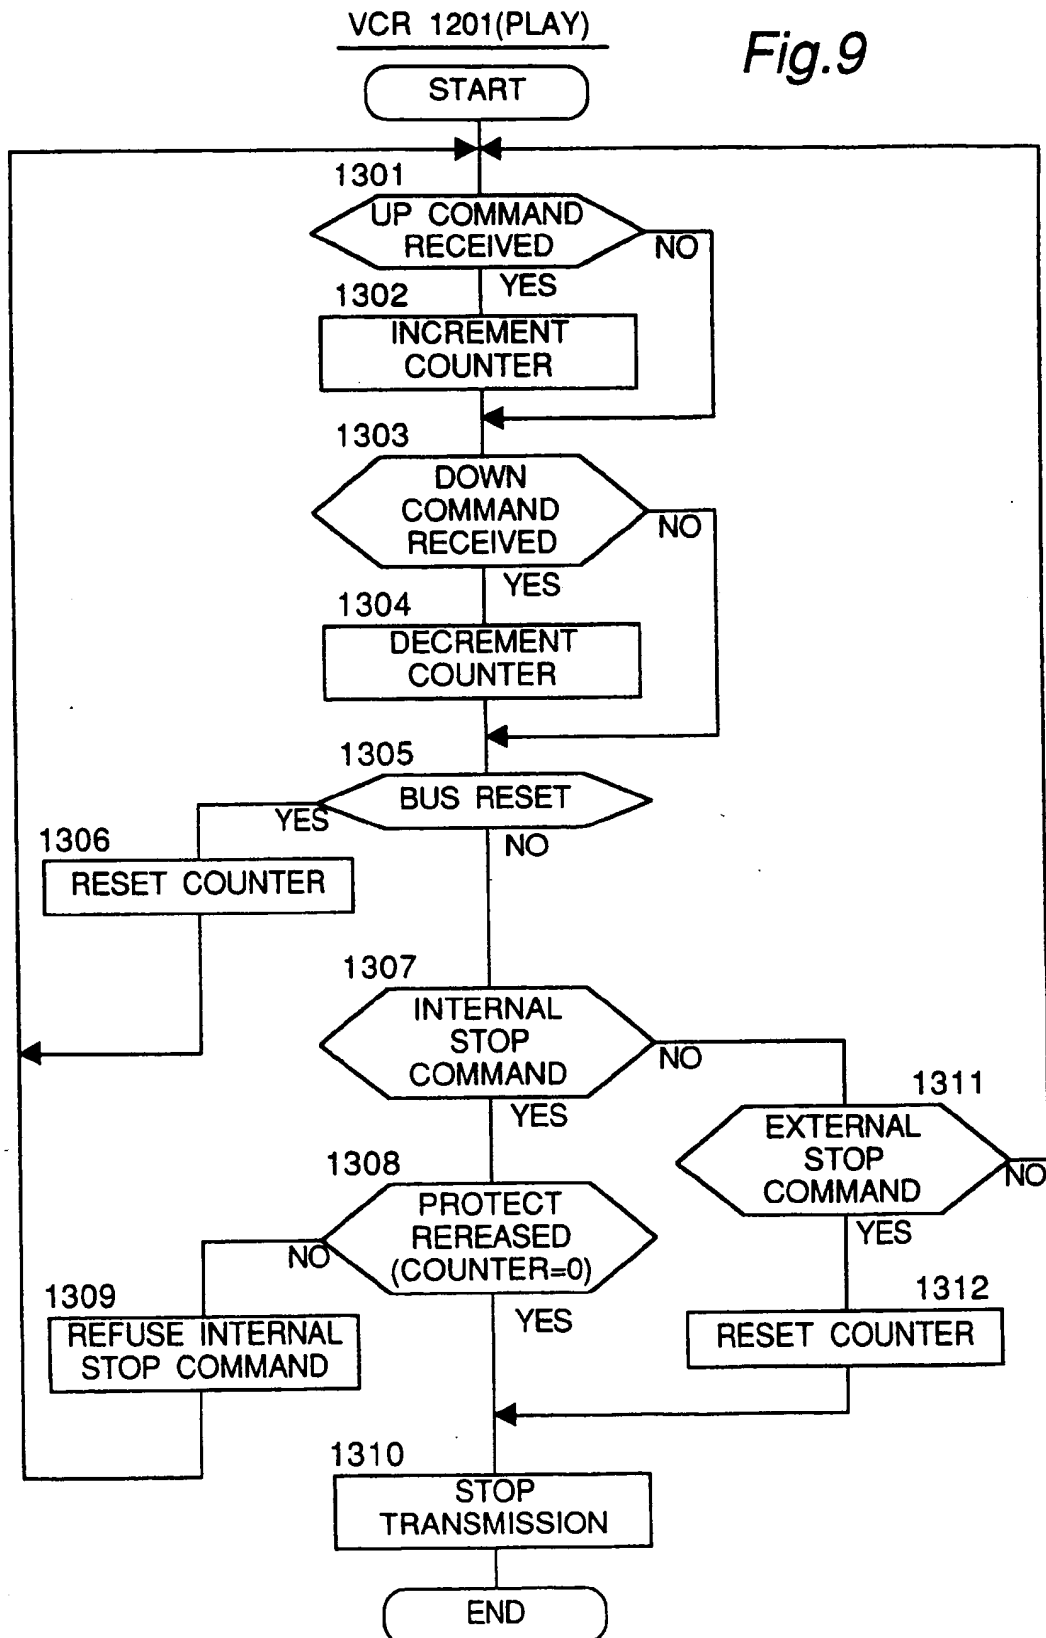 VCR 1201(PLAY)
Fig.9
START
1301
UP COMMAND
RECEIVED
NO
YES
1302
INCREMENT
COUNTER
1303
DOWN
COMMAND
RECEIVED
NO
YES
1304
DECREMENT
COUNTER
1305
BUS RESET
YES
NO
1306
RESET COUNTER
1307
INTERNAL
STOP
COMMAND
NO
YES
1311
EXTERNAL
STOP
COMMAND
NO
YES
1308
PROTECT
REREASED
(COUNTER=0)
NO
YES
1309
REFUSE INTERNAL
STOP COMMAND
1312
RESET COUNTER
1310
STOP
TRANSMISSION
END